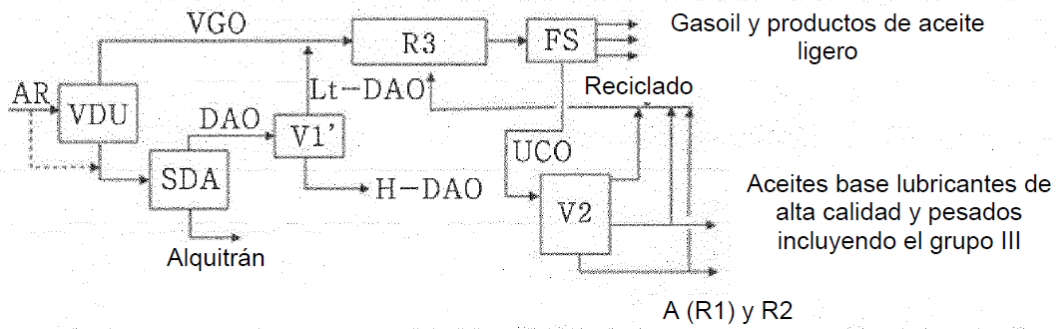 VGO
R3
FS
Gasoil y productos de aceite
ligero
AR
VDU
Lt-DAO
Reciclado
DAO
V1'
UCO
SDA
H-DAO
V2
Aceites base lubricantes de
alta calidad y pesados
incluyendo el grupo III
Alquitrán
A (R1) y R2